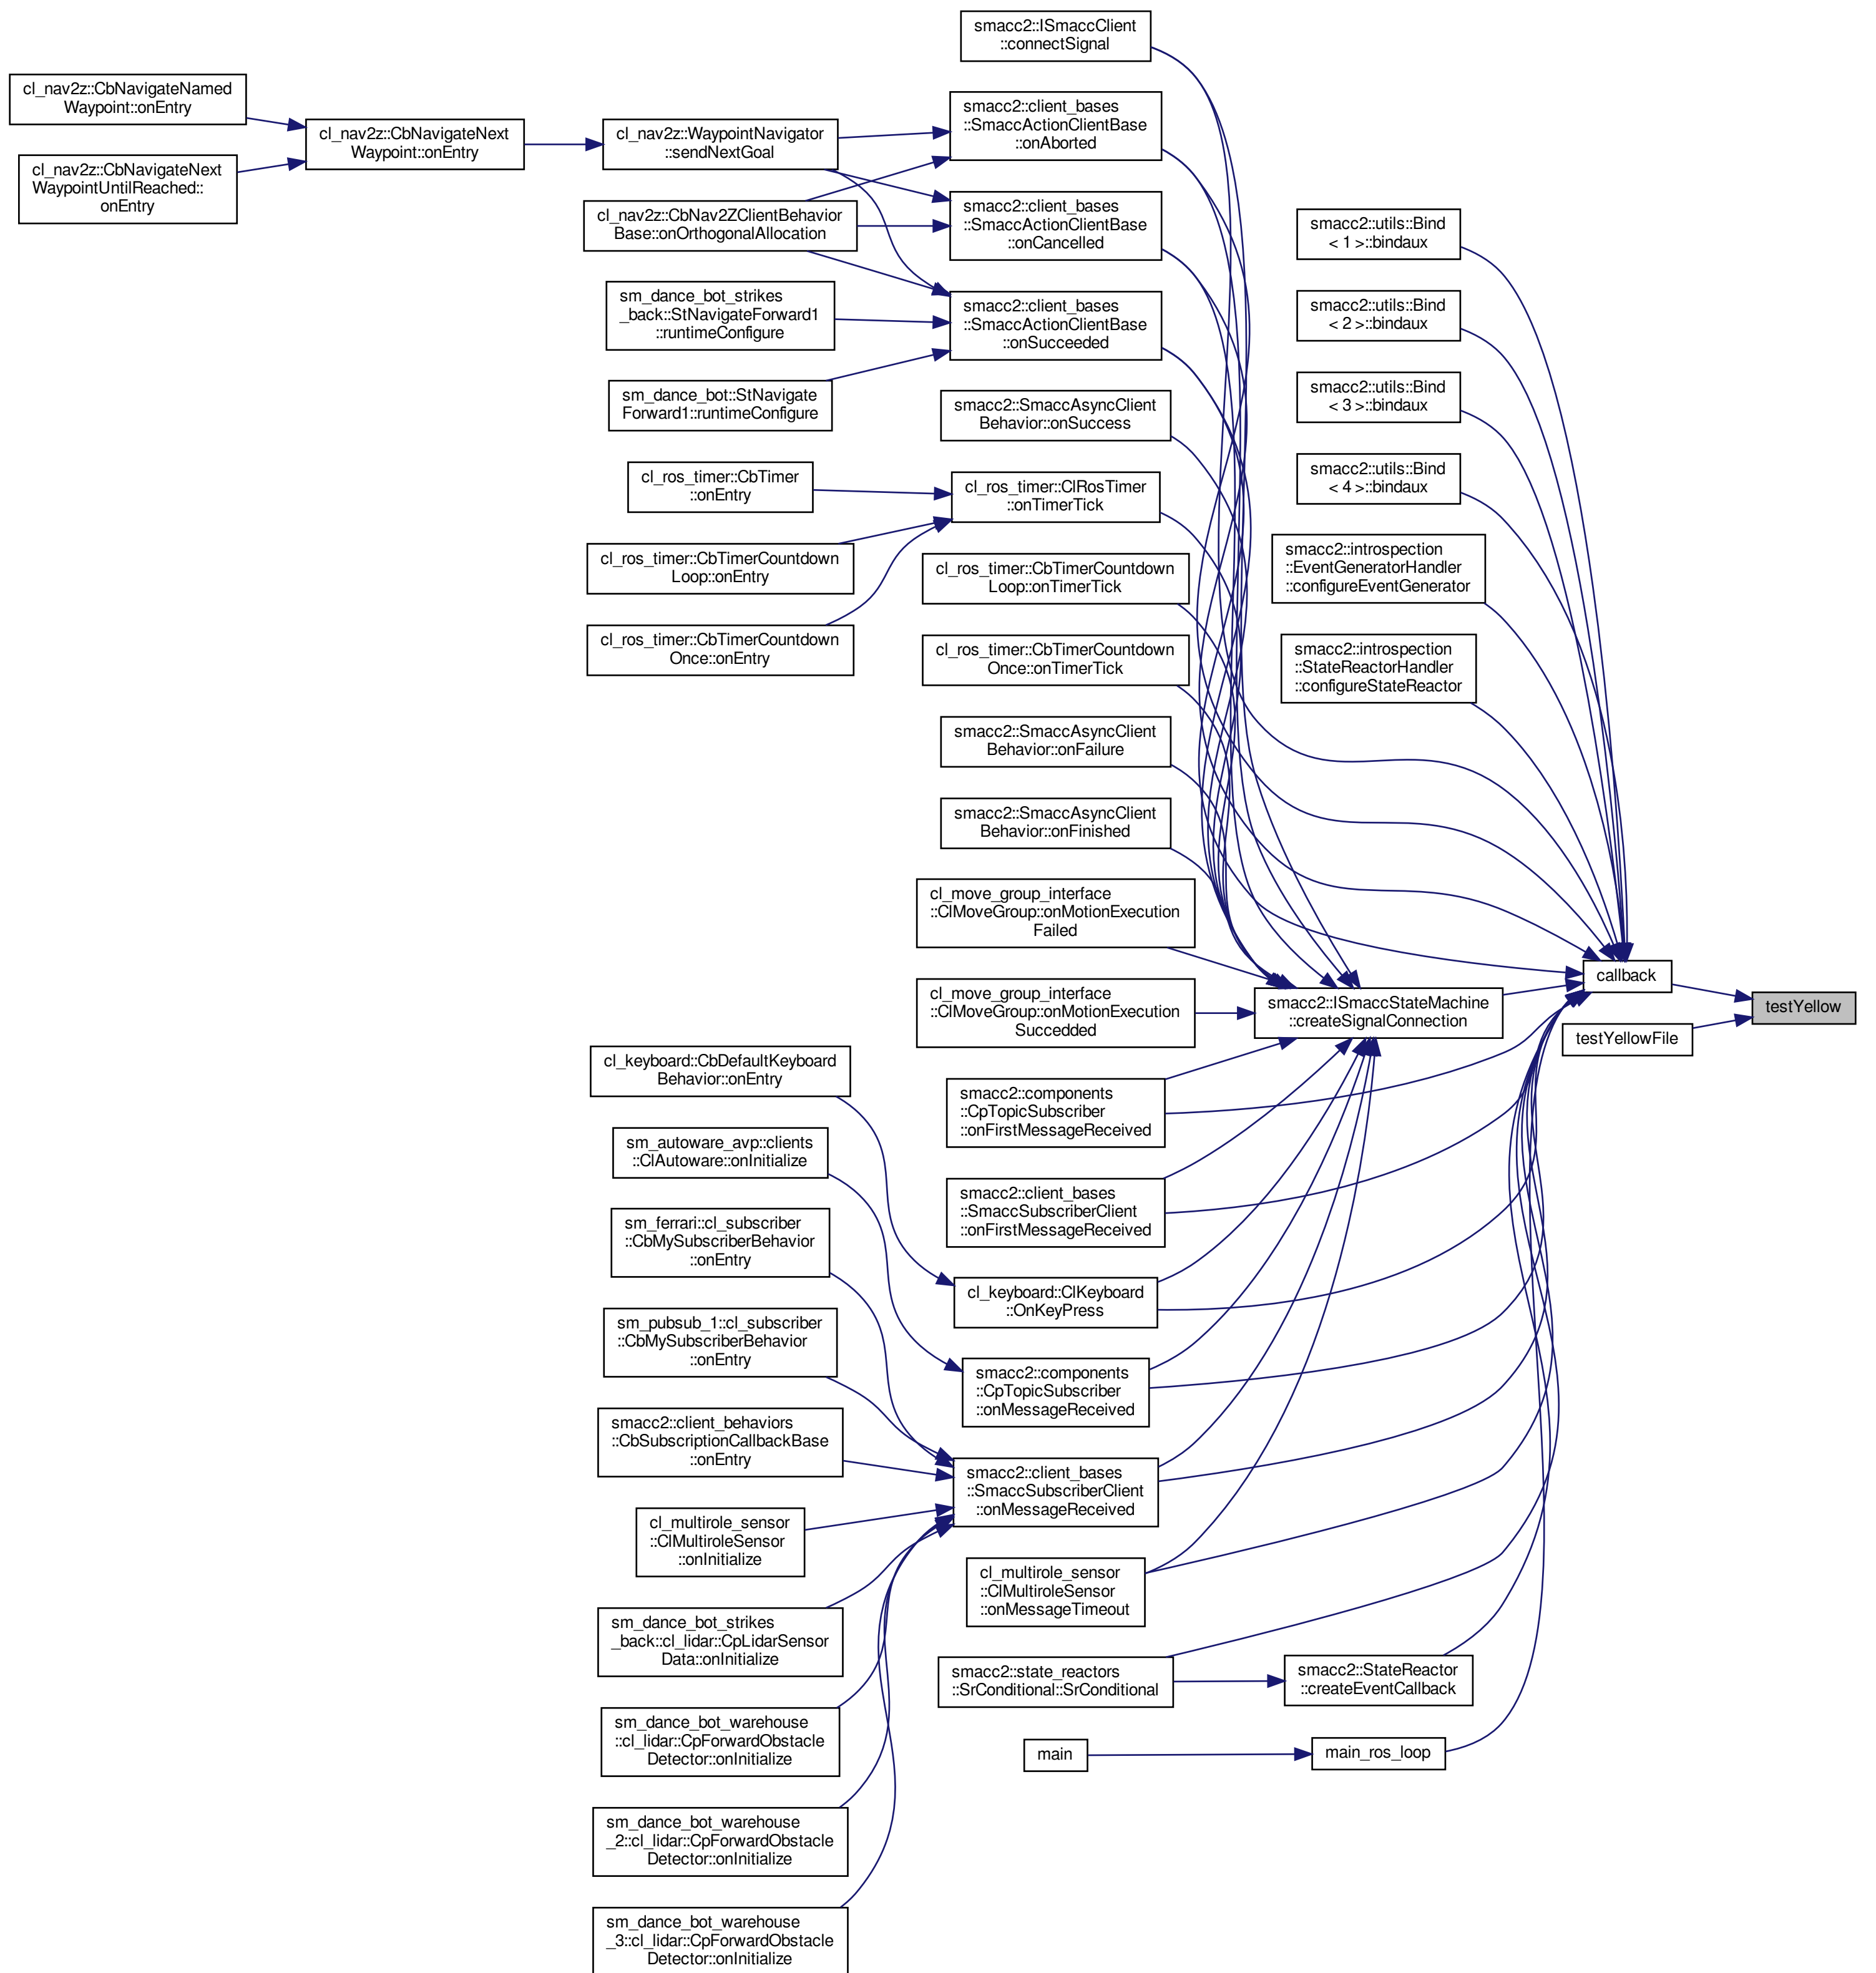 cl_nav2z::CbNavigateNamed
Waypoint::onEntry
cl_nav2z::CbNavigateNext
WaypointUntilReached::
onEntry
cl_nav2z::CbNavigateNext
Waypoint::onEntry
cl_nav2z::WaypointNavigator
::sendNextGoal
cl_nav2z::CbNav2ZClientBehavior
Base::onOrthogonalAllocation
sm_dance_bot_strikes
_back::StNavigateForward1
::runtimeConfigure
sm_dance_bot::StNavigate
Forward1::runtimeConfigure
cl_ros_timer::CbTimer
::onEntry
cl_ros_timer::CbTimerCountdown
Loop::onEntry
cl_ros_timer::CbTimerCountdown
Once::onEntry
cl_keyboard::CbDefaultKeyboard
Behavior::onEntry
sm_autoware_avp::clients
::ClAutoware::onInitialize
sm_ferrari::cl_subscriber
::CbMySubscriberBehavior
::onEntry
sm_pubsub_1::cl_subscriber
::CbMySubscriberBehavior
::onEntry
smacc2::client_behaviors
::CbSubscriptionCallbackBase
::onEntry
cl_multirole_sensor
::ClMultiroleSensor
::onInitialize
sm_dance_bot_strikes
_back::cl_lidar::CpLidarSensor
Data::onInitialize
sm_dance_bot_warehouse
::cl_lidar::CpForwardObstacle
Detector::onInitialize
sm_dance_bot_warehouse
_2::cl_lidar::CpForwardObstacle
Detector::onInitialize
sm_dance_bot_warehouse
_3::cl_lidar::CpForwardObstacle
Detector::onInitialize
smacc2::ISmaccClient
::connectSignal
smacc2::client_bases
::SmaccActionClientBase
::onAborted
smacc2::client_bases
::SmaccActionClientBase
::onCancelled
smacc2::client_bases
::SmaccActionClientBase
::onSucceeded
smacc2::SmaccAsyncClient
Behavior::onSuccess
cl_ros_timer::ClRosTimer
::onTimerTick
cl_ros_timer::CbTimerCountdown
Loop::onTimerTick
cl_ros_timer::CbTimerCountdown
Once::onTimerTick
smacc2::SmaccAsyncClient
Behavior::onFailure
smacc2::SmaccAsyncClient
Behavior::onFinished
cl_move_group_interface
::ClMoveGroup::onMotionExecution
Failed
cl_move_group_interface
::ClMoveGroup::onMotionExecution
Succedded
smacc2::components
::CpTopicSubscriber
::onFirstMessageReceived
smacc2::client_bases
::SmaccSubscriberClient
::onFirstMessageReceived
cl_keyboard::ClKeyboard
::OnKeyPress
smacc2::components
::CpTopicSubscriber
::onMessageReceived
smacc2::client_bases
::SmaccSubscriberClient
::onMessageReceived
cl_multirole_sensor
::ClMultiroleSensor
::onMessageTimeout
smacc2::state_reactors
::SrConditional::SrConditional
main
smacc2::utils::Bind
< 1 >::bindaux
smacc2::utils::Bind
< 2 >::bindaux
smacc2::utils::Bind
< 3 >::bindaux
smacc2::utils::Bind
< 4 >::bindaux
smacc2::introspection
::EventGeneratorHandler
::configureEventGenerator
smacc2::introspection
::StateReactorHandler
::configureStateReactor
smacc2::ISmaccStateMachine
::createSignalConnection
smacc2::StateReactor
::createEventCallback
main_ros_loop
callback
testYellowFile
testYellow